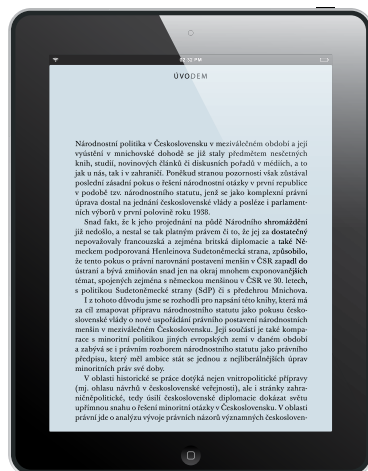 02:12 PM
ÚVODEM
Národnostní politika v Československu v meziválečném období a její
vyústění v mnichovské dohodě se již staly předmětem nesčetných
knih, studií, novinových článků či diskusních pořadů v médiích, a to
jak u nás, tak i v zahraničí. Poněkud stranou pozornosti však zůstával
poslední zásadní pokus o řešení národnostní otázky v první republice
v podobě tzv. národnostního statutu, jenž se jako komplexní právní
úprava dostal na jednání československé vlády a posléze i parlament-
ních výborů v první polovině roku 1938.
Snad fakt, že k jeho projednání na půdě Národního shromáždění
již nedošlo, a nestal se tak platným právem či to, že jej za dostatečný
nepovažovaly francouzská a zejména britská diplomacie a také Ně-
meckem podporovaná Henleinova Sudetoněmecká strana, způsobilo,
že tento pokus o právní narovnání postavení menšin v ČSR zapadl do
ústraní a bývá zmiňován snad jen na okraj mnohem exponovanějších
témat, spojených zejména s německou menšinou v ČSR ve 30. letech,
s politikou Sudetoněmecké strany (SdP) či s předehrou Mnichova.
I z tohoto důvodu jsme se rozhodli pro napsání této knihy, která má
za cíl zmapovat přípravu národnostního statutu jako pokusu česko-
slovenské vlády o nové uspořádání právního postavení národnostních
menšin v meziválečném Československu. Její součástí je také kompa-
race s minoritní politikou jiných evropských zemí v daném období
a zabývá se i právním rozborem národnostního statutu jako právního
předpisu, který měl ambice stát se jednou z nejliberálnějších úprav
minoritních práv své doby.
V oblasti historické se práce dotýká nejen vnitropolitické přípravy
(mj. ohlasu návrhů v československé veřejnosti), ale i stránky zahra-
ničněpolitické, tedy úsilí československé diplomacie dokázat světu
upřímnou snahu o řešení minoritní otázky v Československu. V oblasti
právní jde o analýzu vývoje právních názorů významných českosloven-